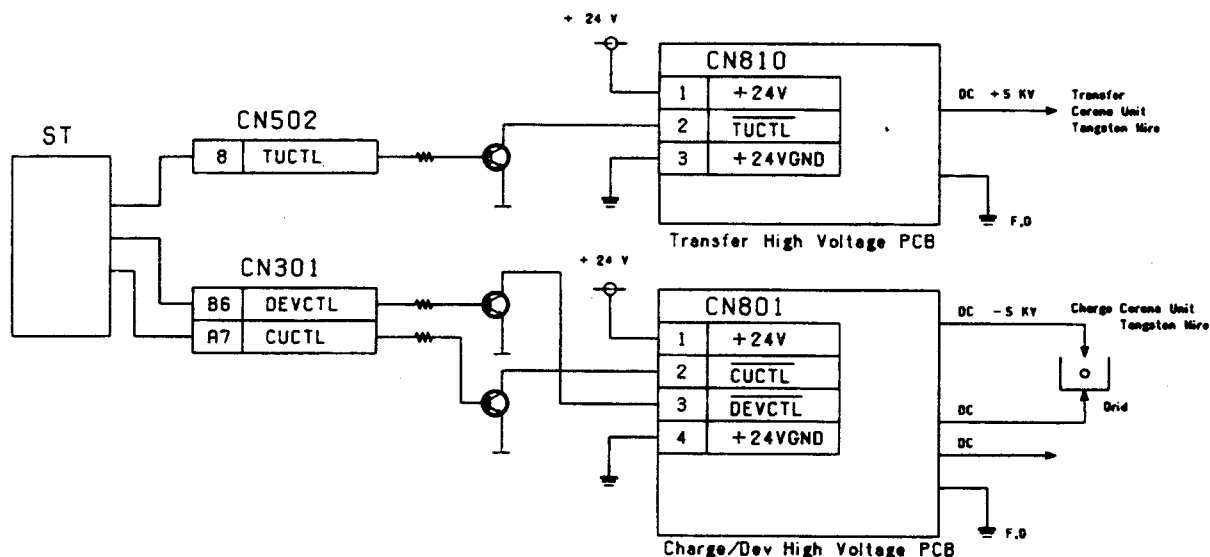 + 24 V
CN810
1 +24V
2 TUCTL
3 +24VGND
DC +5 KV
Transfer
Corona Unit
Tangston Wire
F.G
Transfer High Voltage PCB
ST
CN502
8 TUCTL
CN301
B6 DEVCTL
A7 CUCTL
+ 24 V
CN801
1 +24V
2 CUCTL
3 DEVCTL
4 +24VGND
DC -5 KV
Charge Corona Unit
Tangston Wire
Grid
DC
DC
F.G
Charge/Dev High Voltage PCB